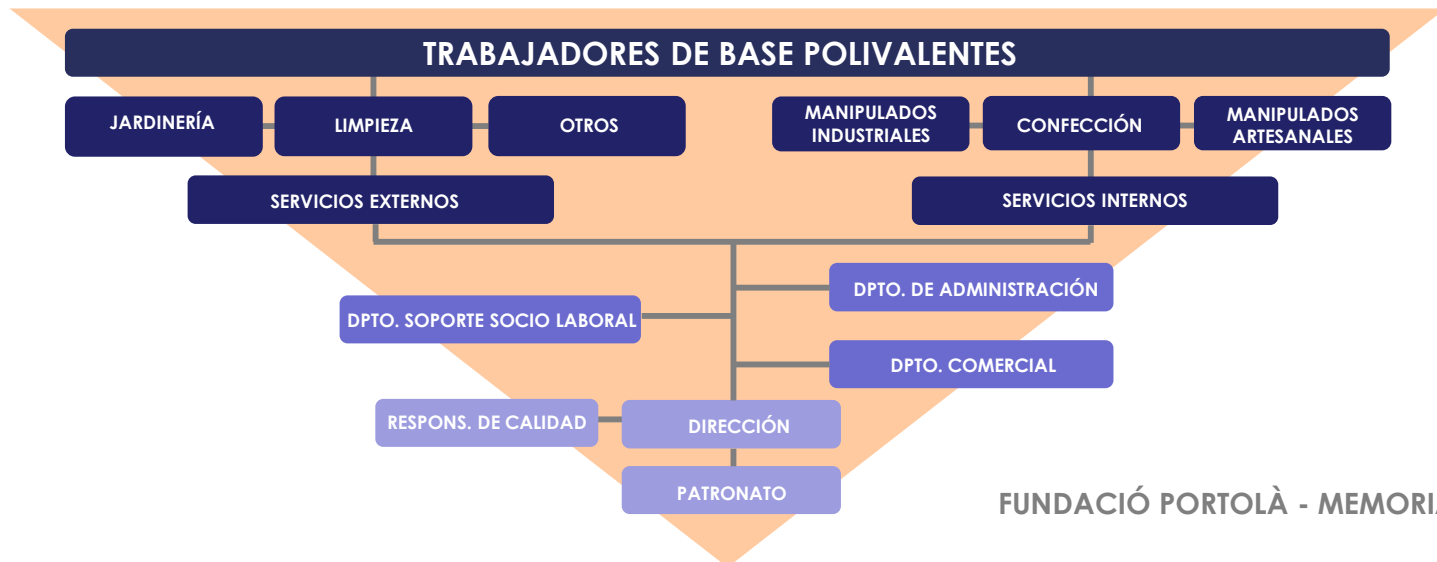 TRABAJADORES DE BASE POLIVALENTES
JARDINERÍA
LIMPIEZA
OTROS
MANIPULADOS
INDUSTRIALES
CONFECCIÓN
MANIPULADOS
ARTESANALES
SERVICIOS EXTERNOS
SERVICIOS INTERNOS
DPTO. DE ADMINISTRACIÓN
DPTO. SOPORTE SOCIO LABORAL
DPTO. COMERCIAL
RESPONS. DE CALIDAD
DIRECCIÓN
PATRONATO
FUNDACIÓ PORTOLÀ - MEMORIA